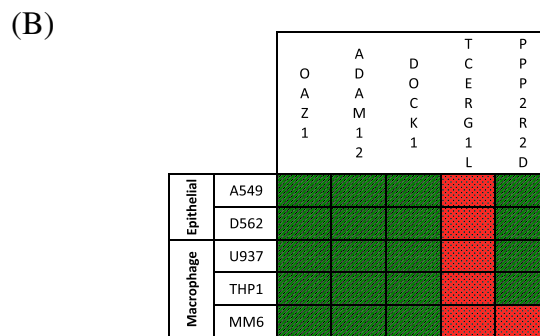 (B)
OAZ1
ADAM12
DOCK1
TCERG1L
PPP2R2D
Epithelial
A549
D562
Macrophage
U937
THP1
MM6